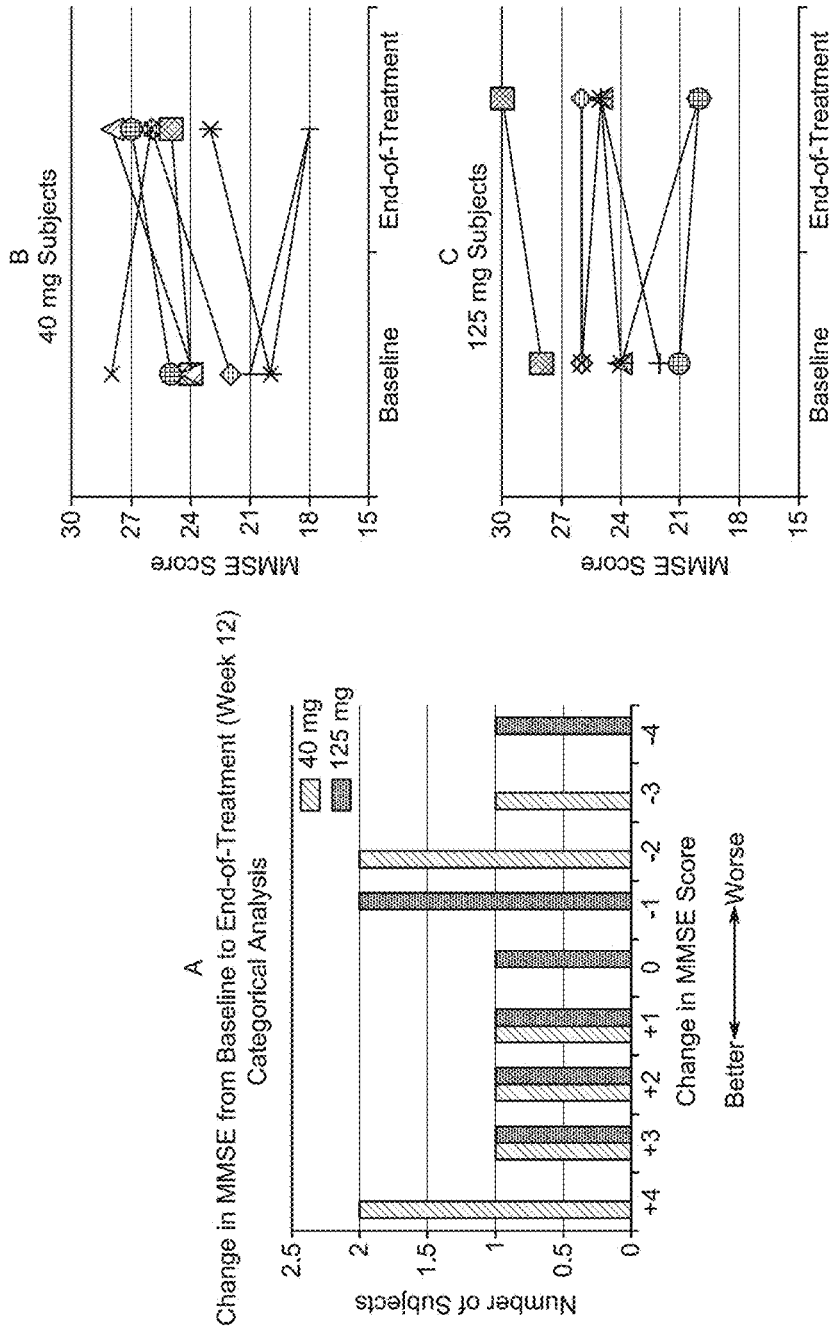 A
Change in MMSE from Baseline to End-of-Treatment (Week 12)
Categorical Analysis
40 mg
125 mg
Number of Subjects
2.5
2
1.5
1
0.5
0
+4
+3
+2
+1
0
-1
-2
-3
-4
Change in MMSE Score
Better
Worse
B
40 mg Subjects
MMSE Score
30
27
24
21
18
15
Baseline
End-of-Treatment
C
125 mg Subjects
MMSE Score
30
27
24
21
18
15
Baseline
End-of-Treatment